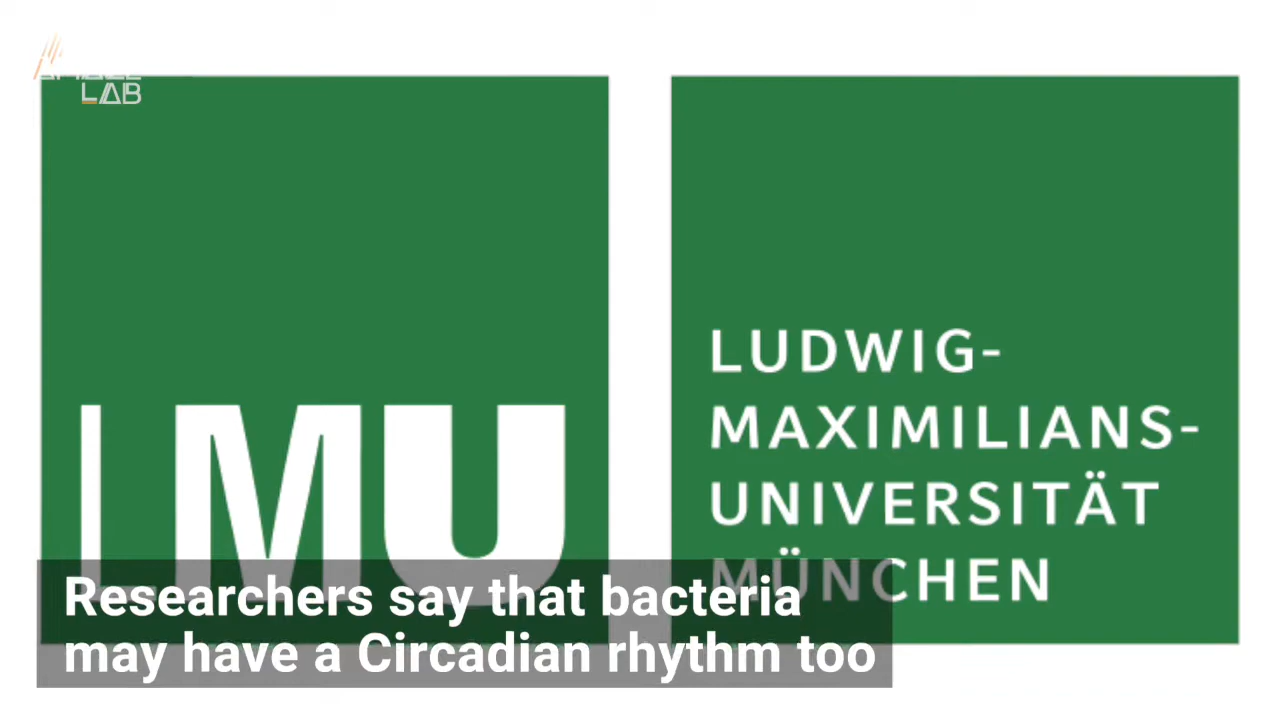 LAB
LMU
LUDWIG-
MAXIMILIANS-
UNIVERSITÄT
MÜNCHEN
Researchers say that bacteria
may have a Circadian rhythm too